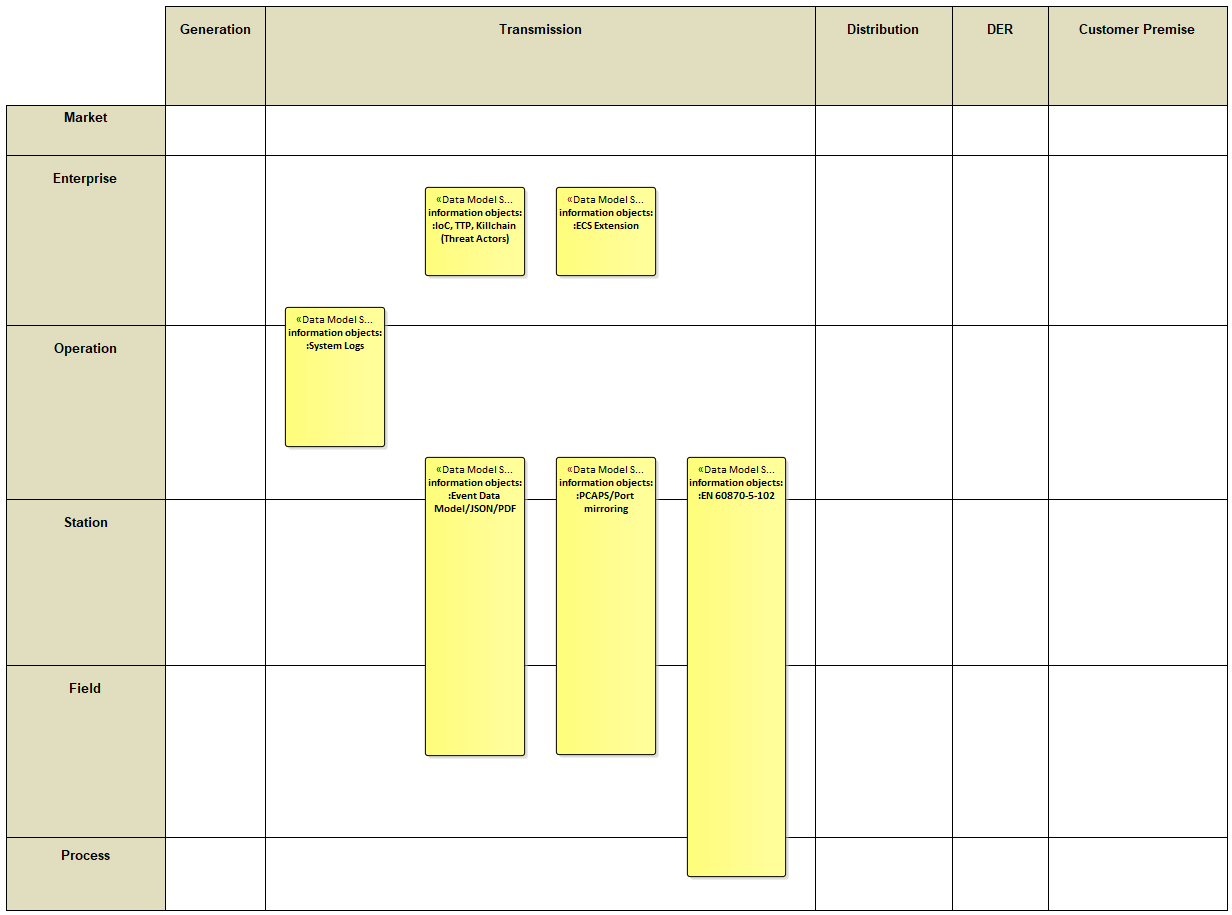 Generation
Transmission
Distribution
DER
Customer Premise
Market
Enterprise
«Data Model S...
information objects:
:IoC, TTP, Killchain
(Threat Actors)
«Data Model S...
information objects:
:ECS Extension
«Data Model S...
information objects:
:System Logs
Operation
«Data Model S...
information objects:
:Event Data
Model/JSON/PDF
«Data Model S...
information objects:
:PCAPS/Port
mirroring
«Data Model S...
information objects:
:EN 60870-5-102
Station
Field
Process